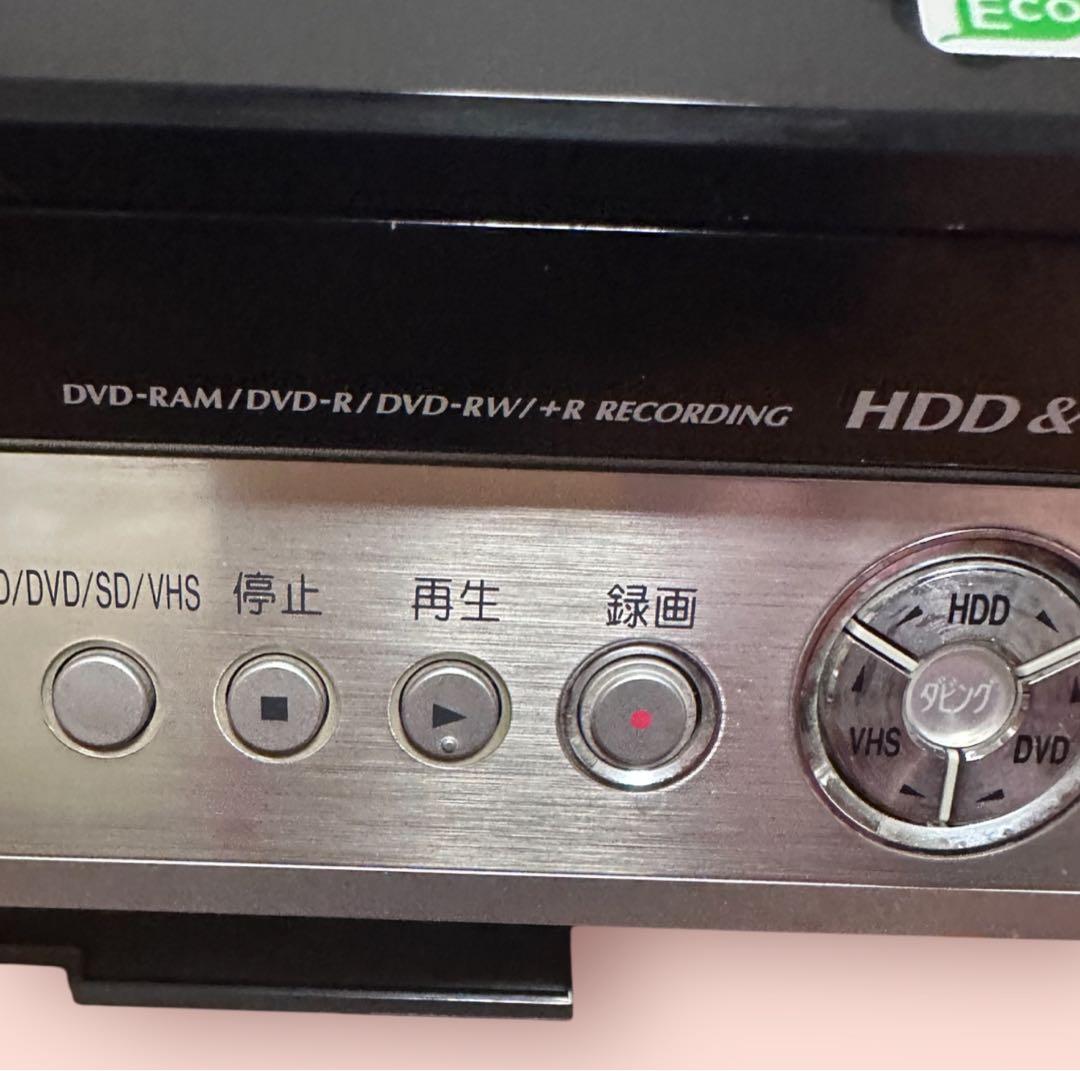 Eco
DVD-RAM/DVD-R/DVD-RW/+R RECORDING
HDD &
D/DVD/SD/VHS
停止
再生
録画
HDD
ダビング
VHS
DVD